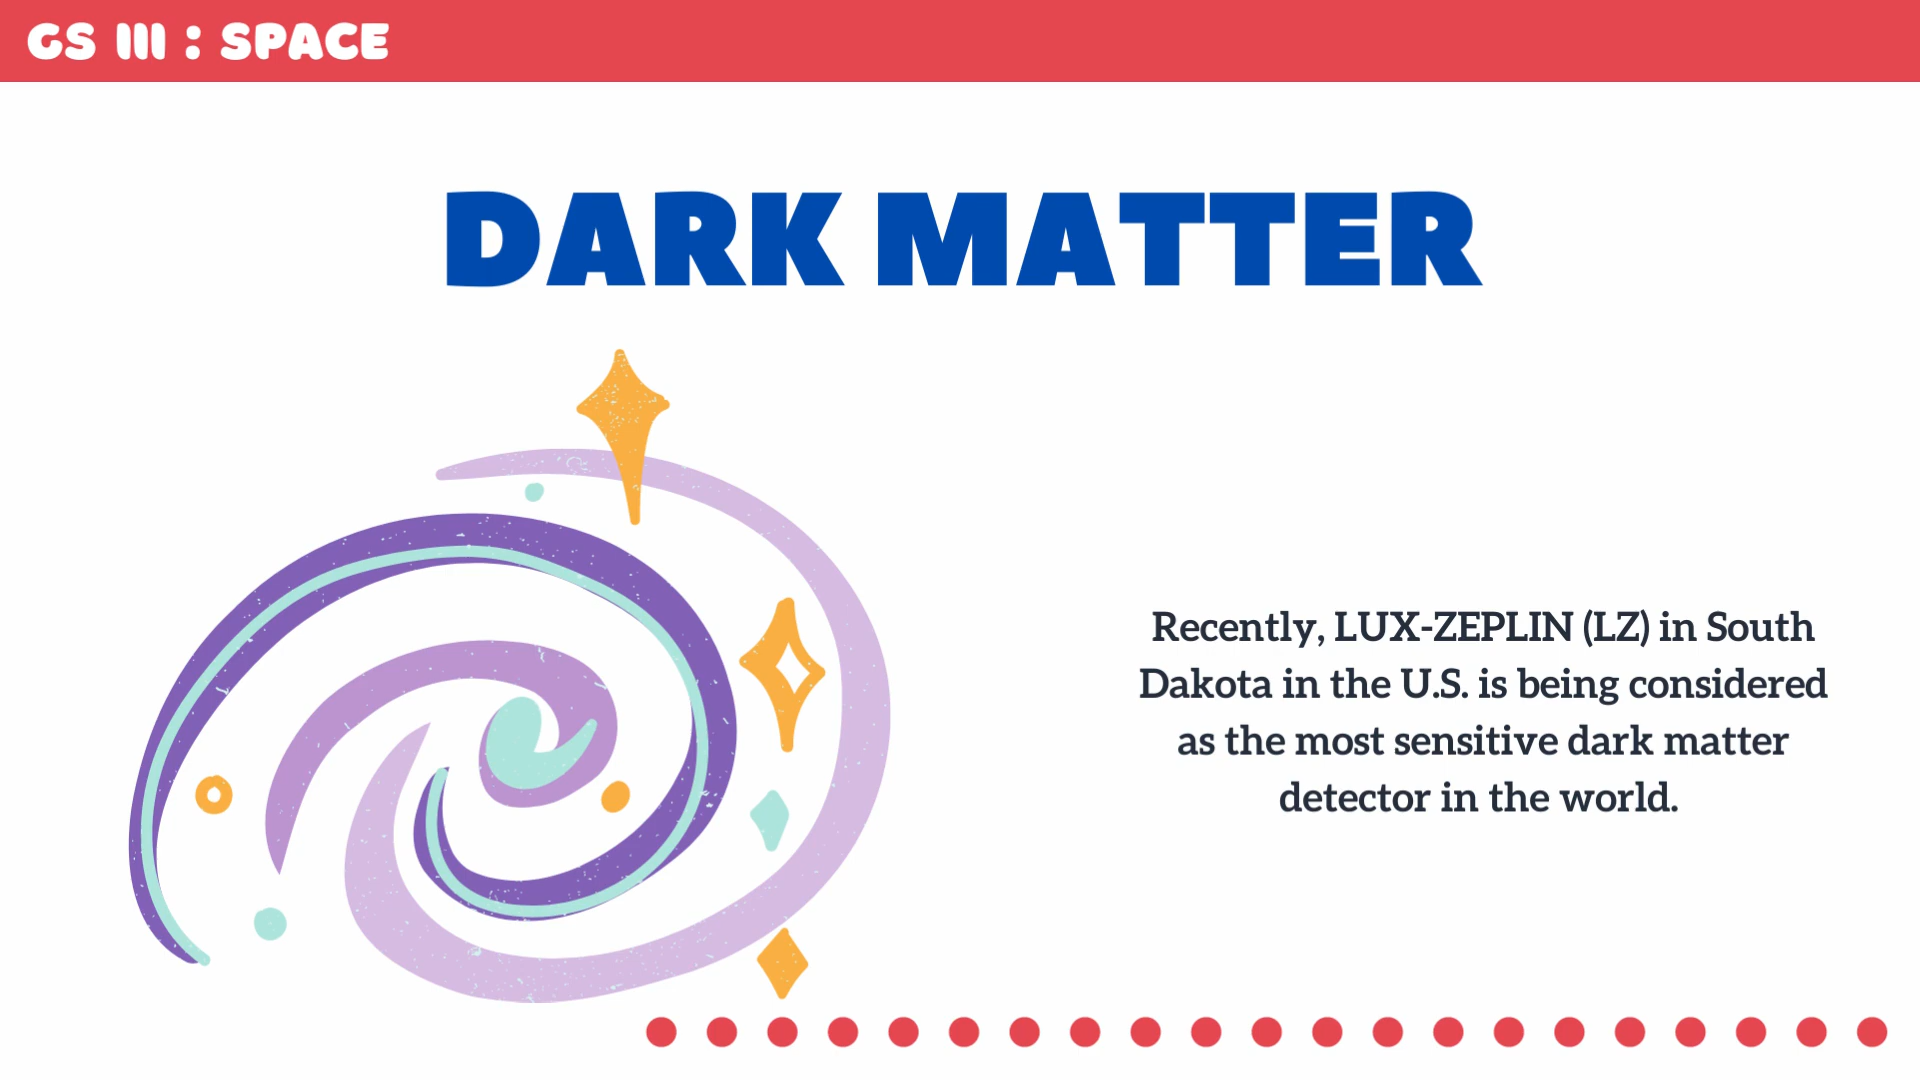 GS III : SPACE
DARK MATTER
Recently, LUX-ZEPLIN (LZ) in South
Dakota in the U.S. is being considered
as the most sensitive dark matter
detector in the world.